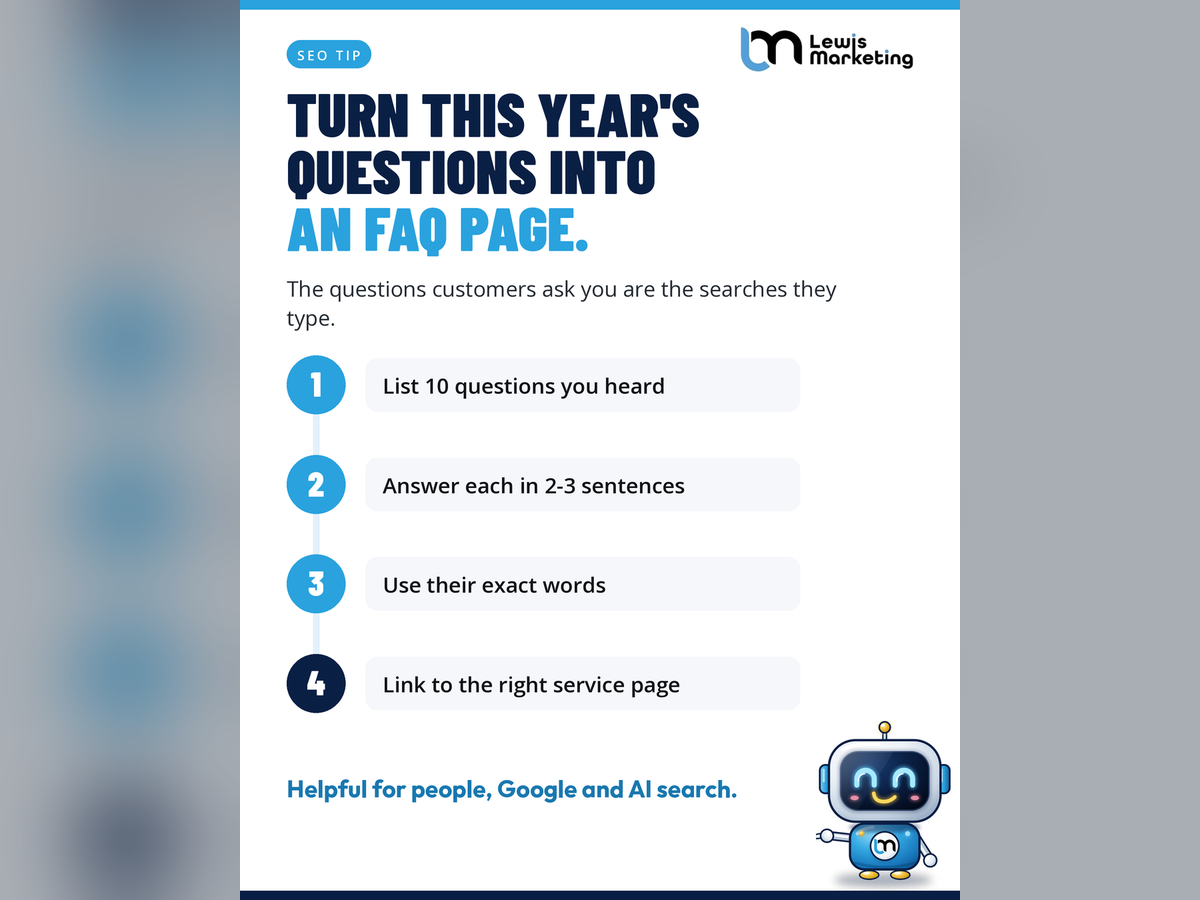 SEO TIP
Lewis
Marketing
TURN THIS YEAR'S
QUESTIONS INTO
AN FAQ PAGE.
The questions customers ask you are the searches they
type.
1
List 10 questions you heard
2
Answer each in 2-3 sentences
3
Use their exact words
4
Link to the right service page
Helpful for people, Google and AI search.